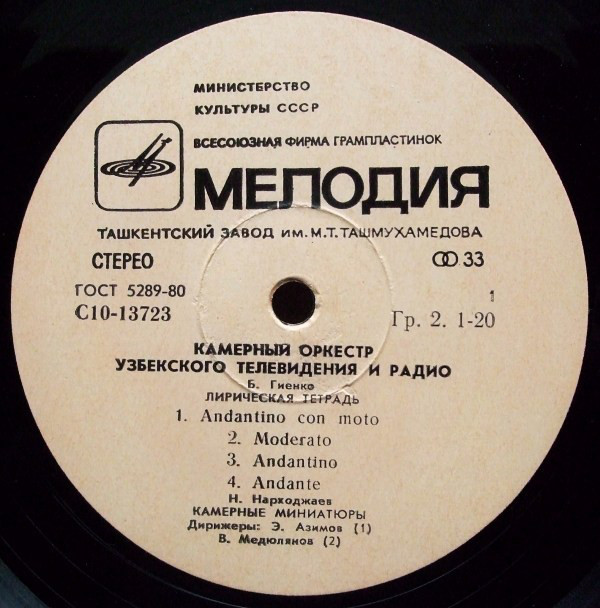 МИНИСТЕРСТВО
КУЛЬТУРЫ СССР
ВСЕСОЮЗНАЯ ФИРМА ГРАМПЛАСТИНОК
МЕЛОДИЯ
ТАШКЕНТСКИЙ ЗАВОД ИМ. М.Т. ТАШМУХАМЕДОВА
СТЕРЕО 33
ГОСТ 5289-80 1
С10-13723 Гр. 2. 1-20
КАМЕРНЫЙ ОРКЕСТР
УЗБЕКСКОГО ТЕЛЕВИДЕНИЯ И РАДИО
Б. Гиенко
ЛИРИЧЕСКАЯ ТЕТРАДЬ
1. Andantino con moto
2. Moderato
3. Andantino
4. Andante
Н. Нарходжаев
КАМЕРНЫЕ МИНИАТЮРЫ
Дирижеры: Э. Азимов (1)
В. Медюлянов (2)